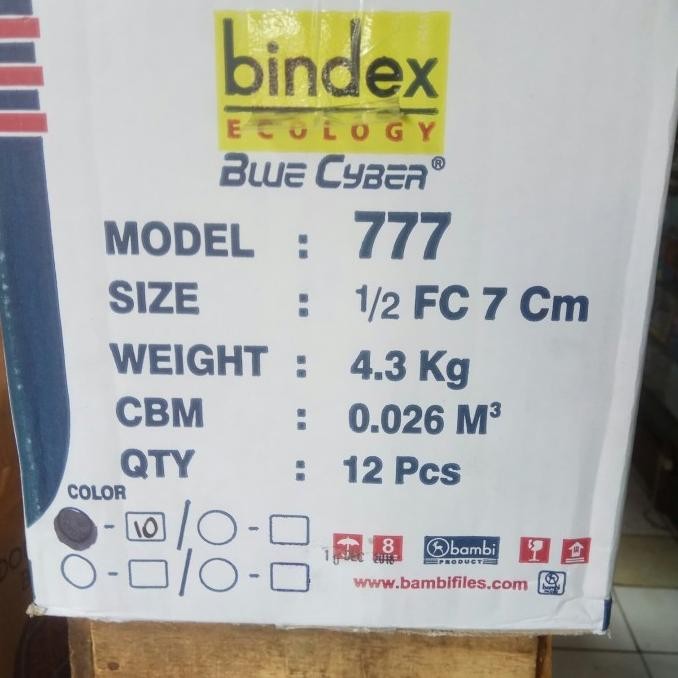 bindex
ECOLOGY
BLUE CYBER®
MODEL : 777
SIZE : 1/2 FC 7 Cm
WEIGHT : 4.3 Kg
CBM : 0.026 M³
QTY : 12 Pcs
COLOR
- 10 / -
- / -
8
bambi
PRODUCT
www.bambifiles.com